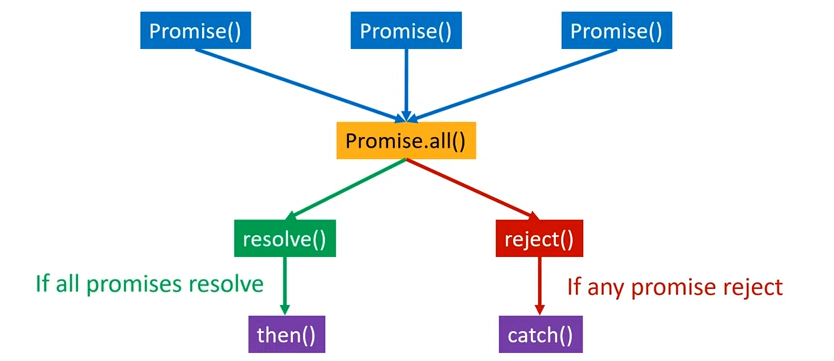 Promise()
Promise()
Promise()
Promise.all()
resolve()
reject()
If all promises resolve
If any promise reject
then()
catch()